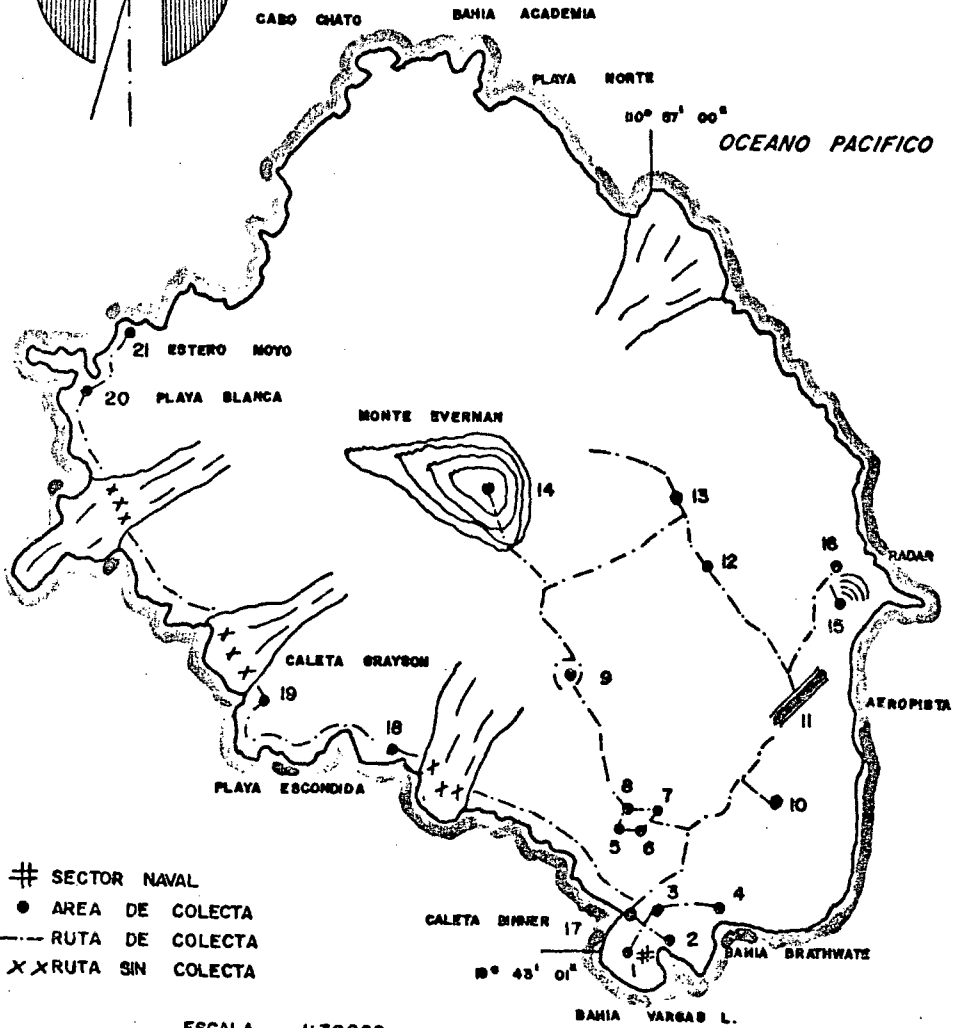 CABO CHATO
BAHIA ACADEMIA
PLAYA NORTE
OCEANO PACIFICO
21 ESTERO MOYO
20 PLAYA BLANCA
MONTE EVERMAN
14
13
12
16
RADAR
15
CALETA GRAYSON
9
19
11
AEROPISTA
18
PLAYA ESCONDIDA
8
7
10
5
6
SECTOR NAVAL
AREA DE COLECTA
RUTA DE COLECTA
RUTA SIN COLECTA
3
4
CALETA BINNER 17
2
1
BAHIA BRATHWATE
43' 01"
BAHIA VARGAS L.
ESCALA